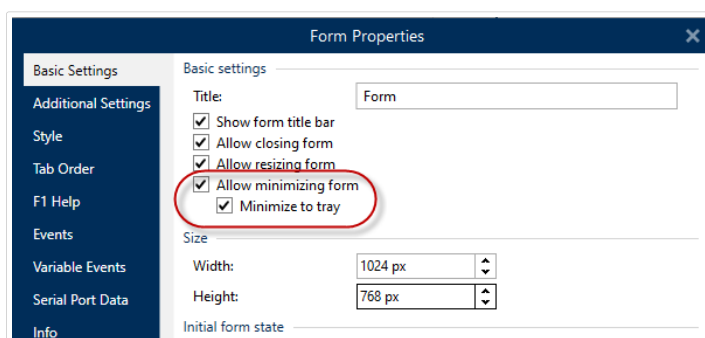 Form Properties
Basic Settings
Additional Settings
Style
Tab Order
F1 Help
Events
Variable Events
Serial Port Data
Info
Basic settings
Title: Form
Show form title bar
Allow closing form
Allow resizing form
Allow minimizing form
Minimize to tray
Size
Width: 1024 px
Height: 768 px
Initial form state